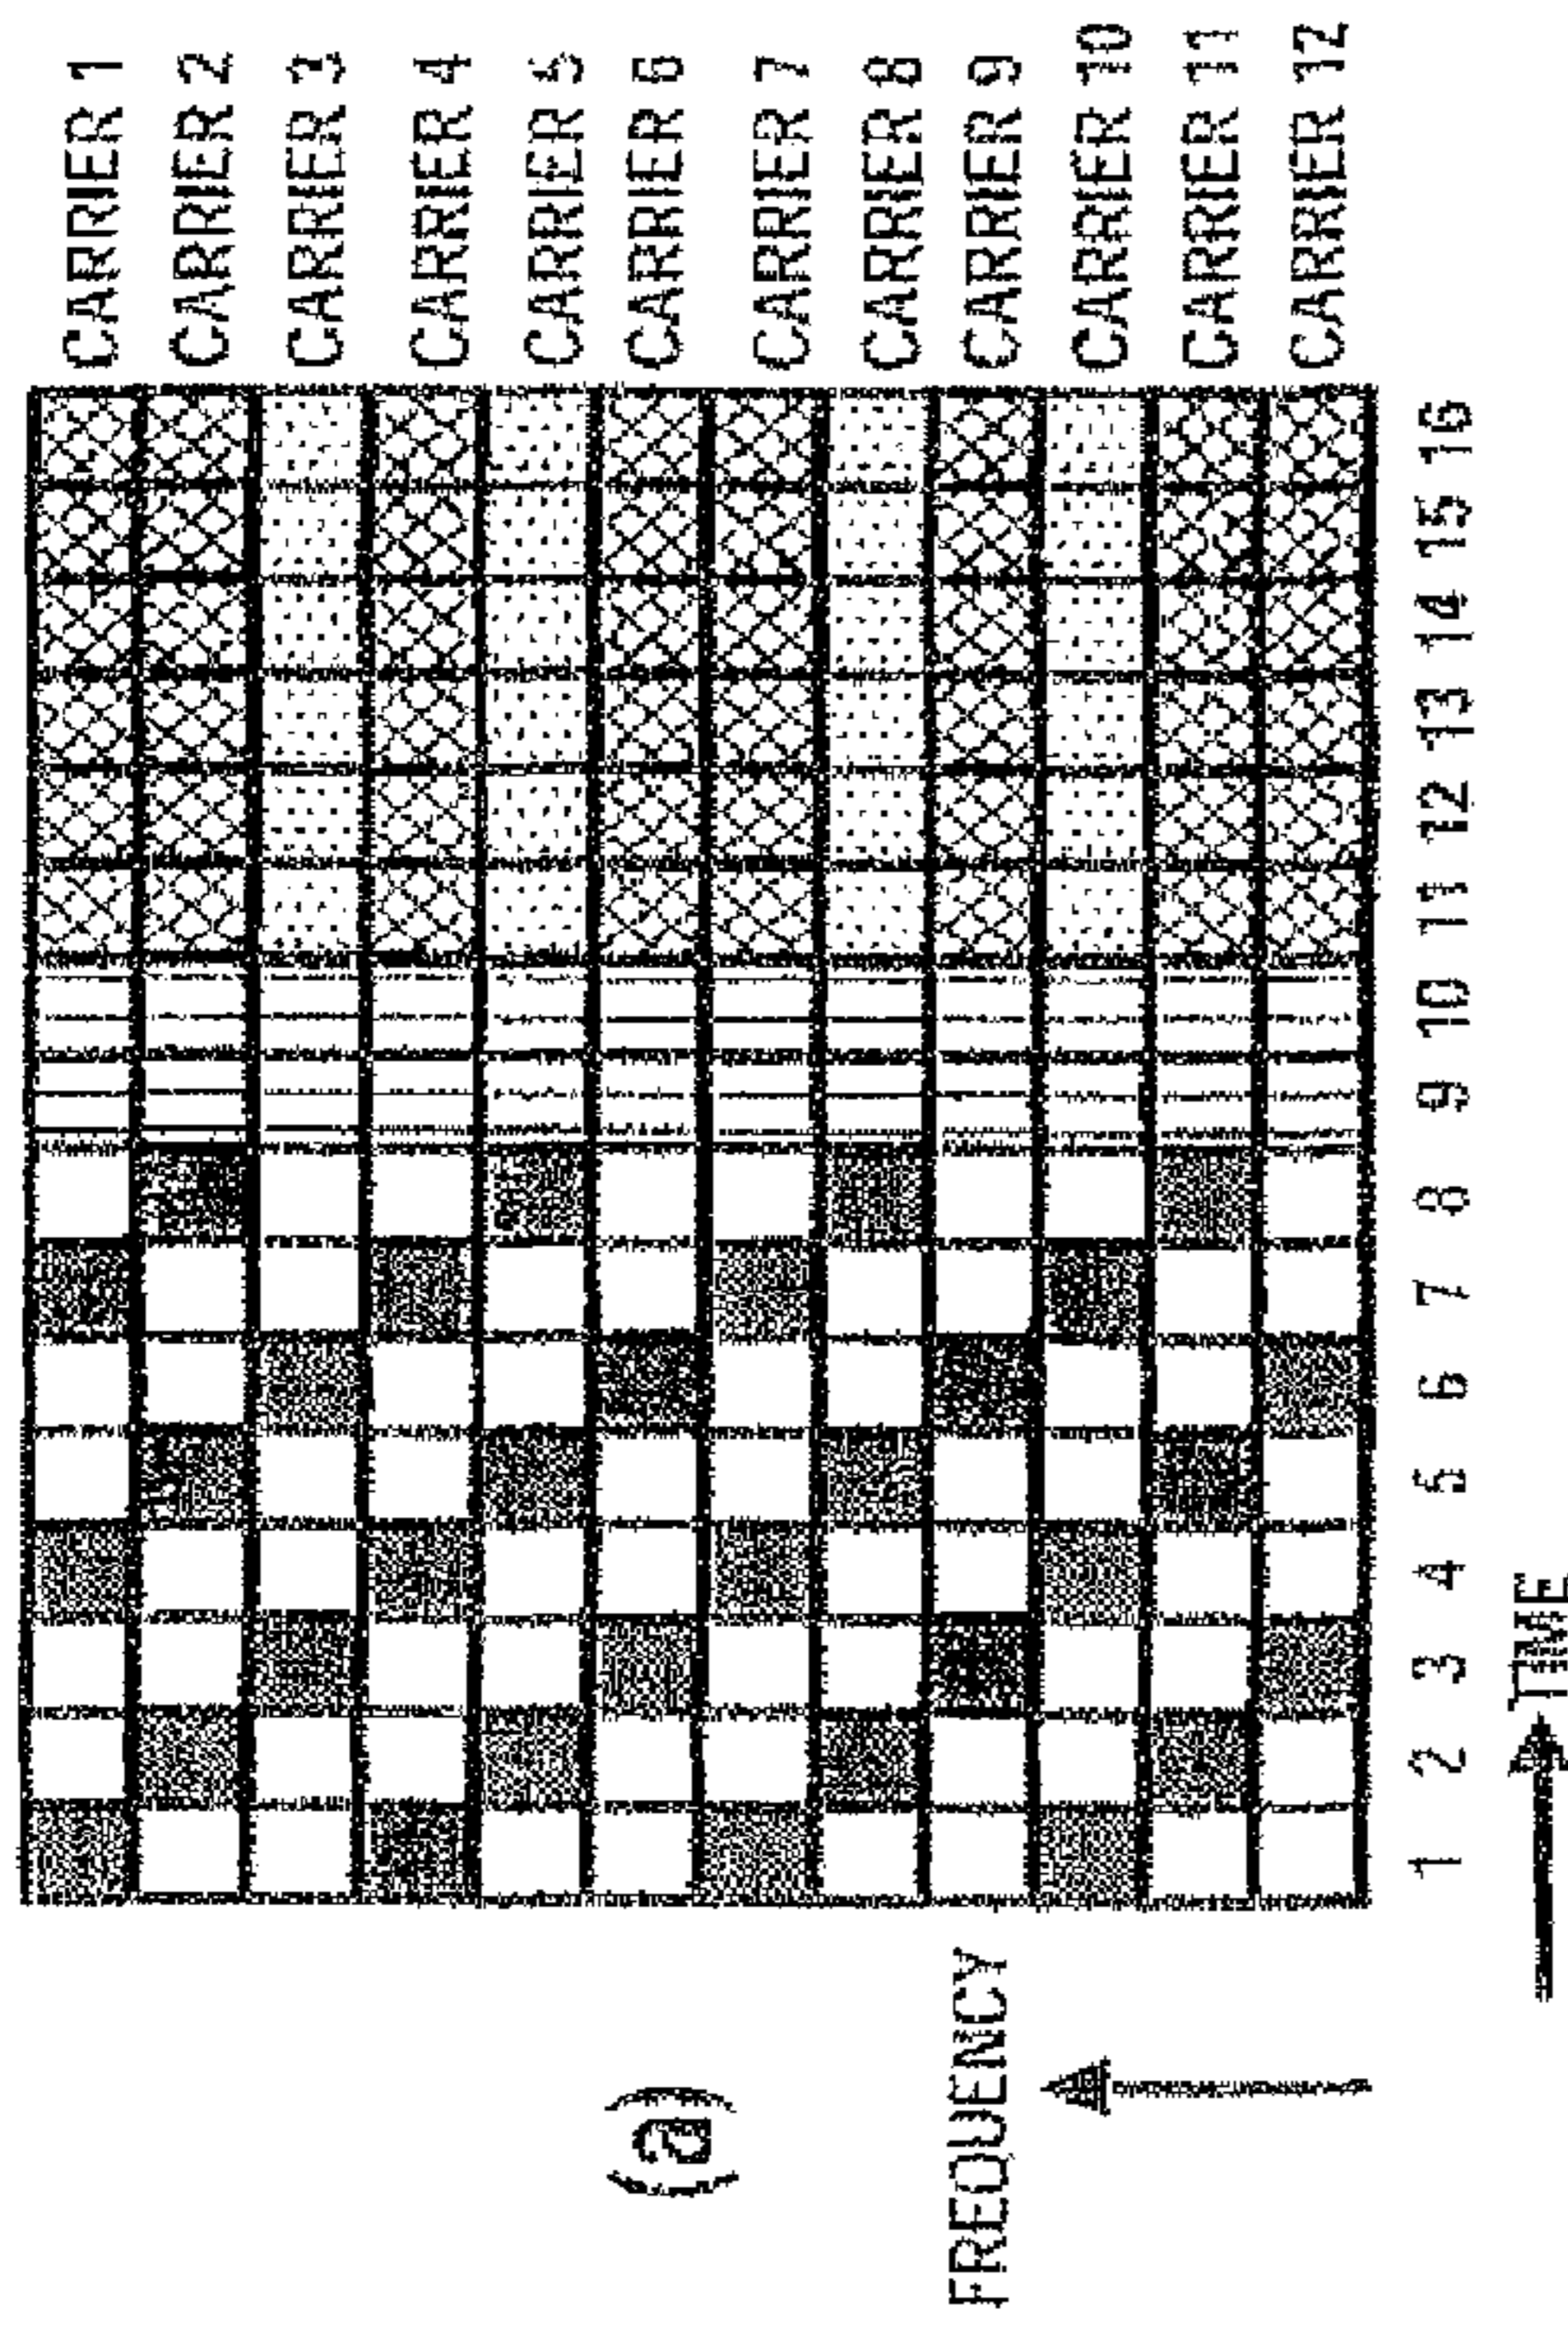 (a)
FREQUENCY
CARRIER 1
CARRIER 2
CARRIER 3
CARRIER 4
CARRIER 5
CARRIER 6
CARRIER 7
CARRIER 8
CARRIER 9
CARRIER 10
CARRIER 11
CARRIER 12
1 2 3 4 5 6 7 8 9 10 11 12 13 14 15 16
TIME